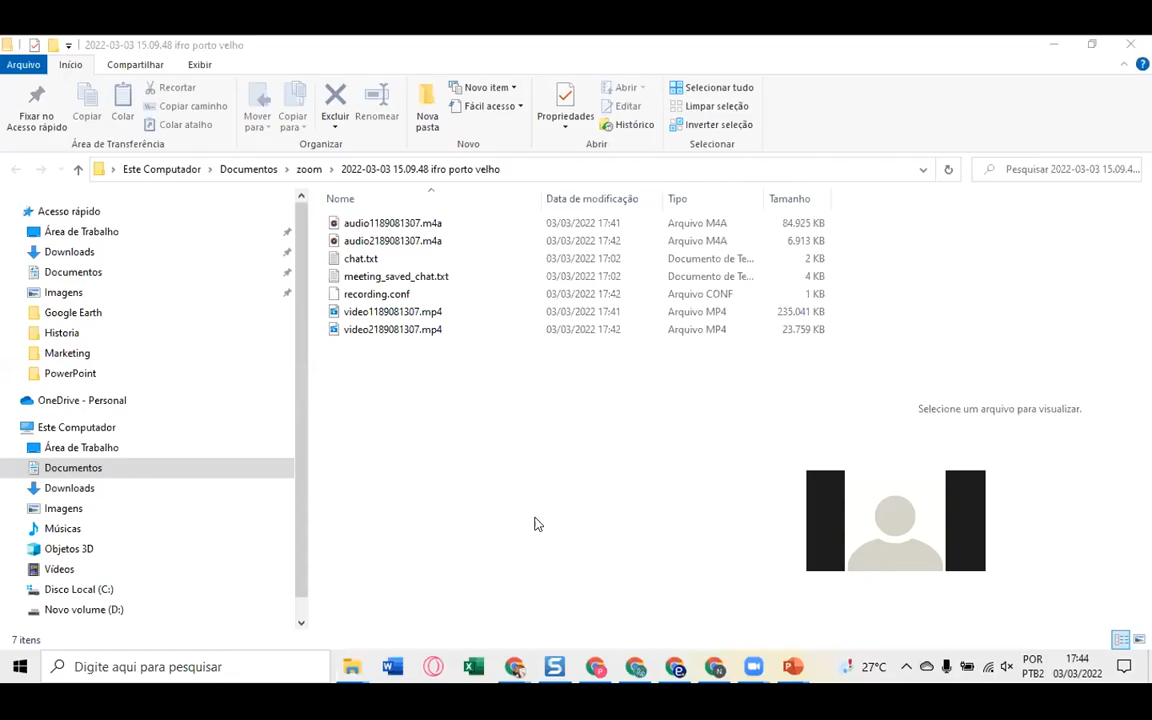 2022-03-03 15.09.48 ifro porto velho
Arquivo Início Compartilhar Exibir
Fixar no Acesso rápido
Copiar
Colar
Recortar
Copiar caminho
Colar atalho
Área de Transferência
Mover para
Copiar para
Excluir
Renomear
Organizar
Nova pasta
Novo item
Fácil acesso
Novo
Propriedades
Abrir
Editar
Histórico
Abrir
Selecionar tudo
Limpar seleção
Inverter seleção
Selecionar
Este Computador Documentos zoom 2022-03-03 15.09.48 ifro porto velho
Pesquisar 2022-03-03 15.09.4...
Acesso rápido
Área de Trabalho
Downloads
Documentos
Imagens
Google Earth
Historia
Marketing
PowerPoint
OneDrive - Personal
Este Computador
Área de Trabalho
Documentos
Downloads
Imagens
Músicas
Objetos 3D
Vídeos
Disco Local (C:)
Novo volume (D:)
Nome Data de modificação Tipo Tamanho
audio1189081307.m4a 03/03/2022 17:41 Arquivo M4A 84.925 KB
audio2189081307.m4a 03/03/2022 17:42 Arquivo M4A 6.913 KB
chat.txt 03/03/2022 17:02 Documento de Te... 2 KB
meeting_saved_chat.txt 03/03/2022 17:02 Documento de Te... 4 KB
recording.conf 03/03/2022 17:42 Arquivo CONF 1 KB
video1189081307.mp4 03/03/2022 17:41 Arquivo MP4 235.041 KB
video2189081307.mp4 03/03/2022 17:42 Arquivo MP4 23.759 KB
Selecione um arquivo para visualizar.
7 itens
Digite aqui para pesquisar
27°C
POR
PTB2
17:44
03/03/2022